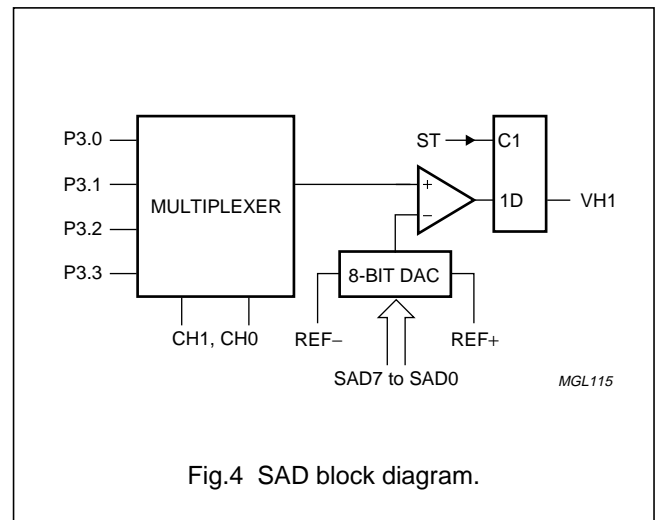 P3.0
P3.1
P3.2
P3.3
MULTIPLEXER
CH1, CH0
ST
C1
1D
VH1
+
−
8-BIT DAC
REF−
REF+
SAD7 to SAD0
MGL115
Fig.4 SAD block diagram.